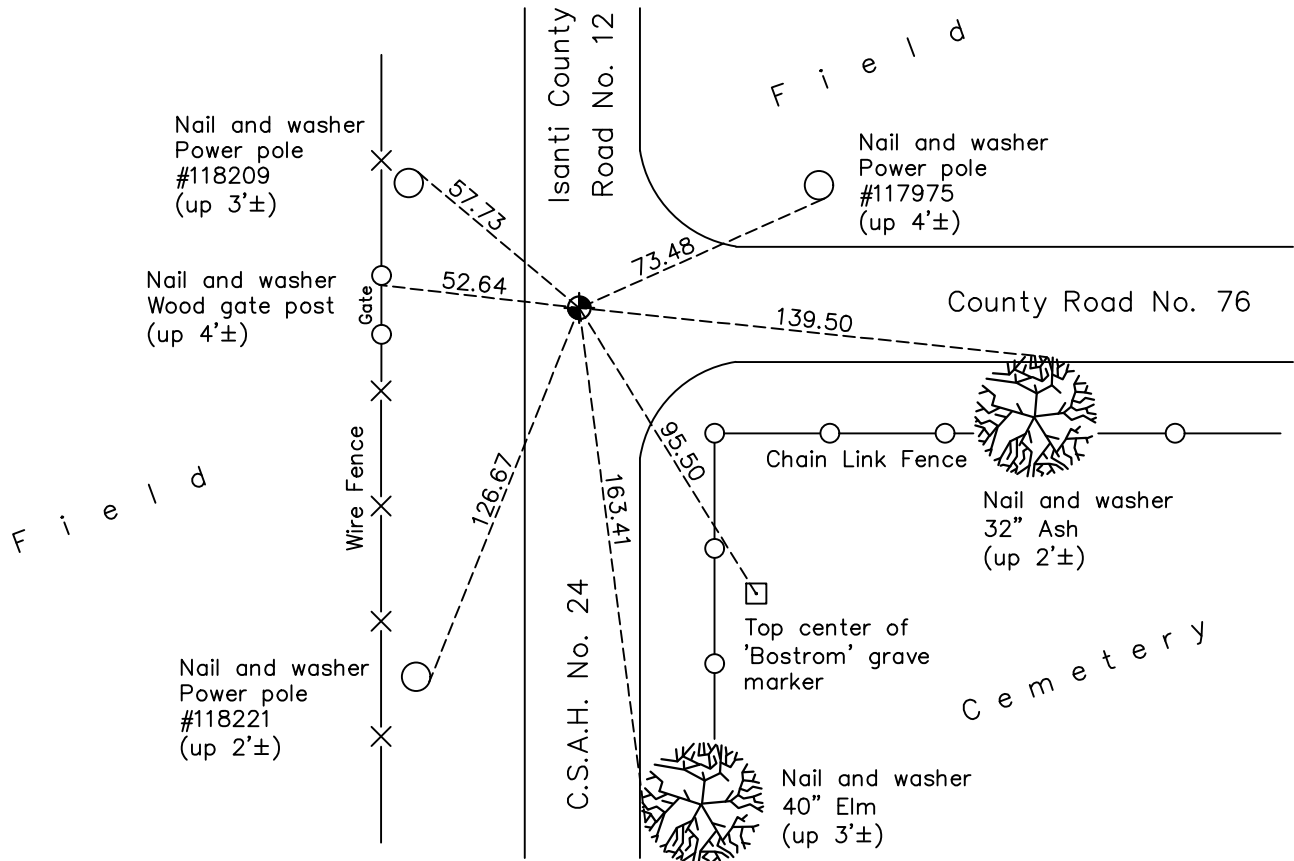 Isanti County
Road No. 12
Field
Nail and washer
Power pole
#118209
(up 3'±)
57.73
Nail and washer
Power pole
#117975
(up 4'±)
73.48
Nail and washer
Wood gate post
(up 4'±)
Gate
52.64
139.50
County Road No. 76
Wire Fence
Field
126.67
163.41
95.50
Chain Link Fence
Nail and washer
32" Ash
(up 2'±)
C.S.A.H. No. 24
Top center of
'Bostrom' grave
marker
Cemetery
Nail and washer
Power pole
#118221
(up 2'±)
Nail and washer
40" Elm
(up 3'±)